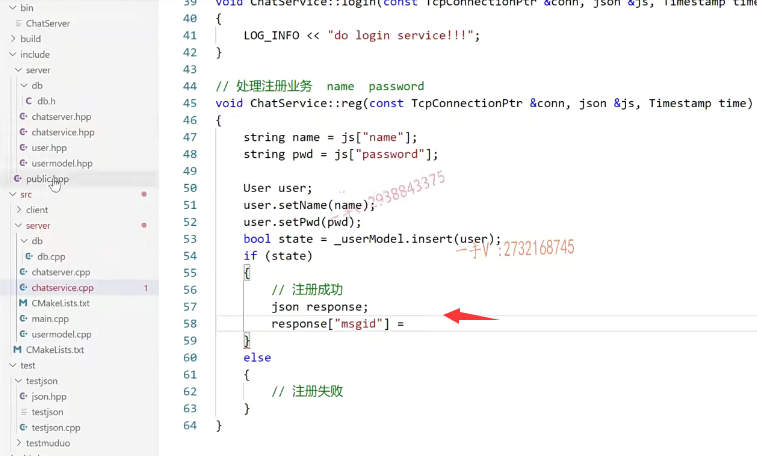 bin
ChatServer
build
include
server
db
db.h
chatserver.hpp
chatservice.hpp
user.hpp
usermodel.hpp
public.hpp
src
client
server
db
db.cpp
chatserver.cpp
chatservice.cpp 1
CMakeLists.txt
main.cpp
usermodel.cpp
CMakeLists.txt
test
testjson
json.hpp
testjson
testjson.cpp
testmuduo
39 void ChatService::login(const TcpConnectionPtr &conn, json &js, Timestamp time
40 {
41 LOG_INFO << "do login service!!!";
42 }
43
44 // 处理注册业务 name password
45 void ChatService::reg(const TcpConnectionPtr &conn, json &js, Timestamp time)
46 {
47 string name = js["name"];
48 string pwd = js["password"];
49
50 User user;
51 user.setName(name);
52 user.setPwd(pwd);
53 bool state = _userModel.insert(user);
54 if (state)
55 {
56 // 注册成功
57 json response;
58 response["msgid"] =
59 }
60 else
61 {
62 // 注册失败
63 }
64 }
2938843375
一手V :2732168745